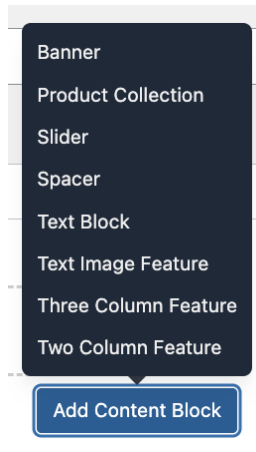 Banner
Product Collection
Slider
Spacer
Text Block
Text Image Feature
Three Column Feature
Two Column Feature
Add Content Block